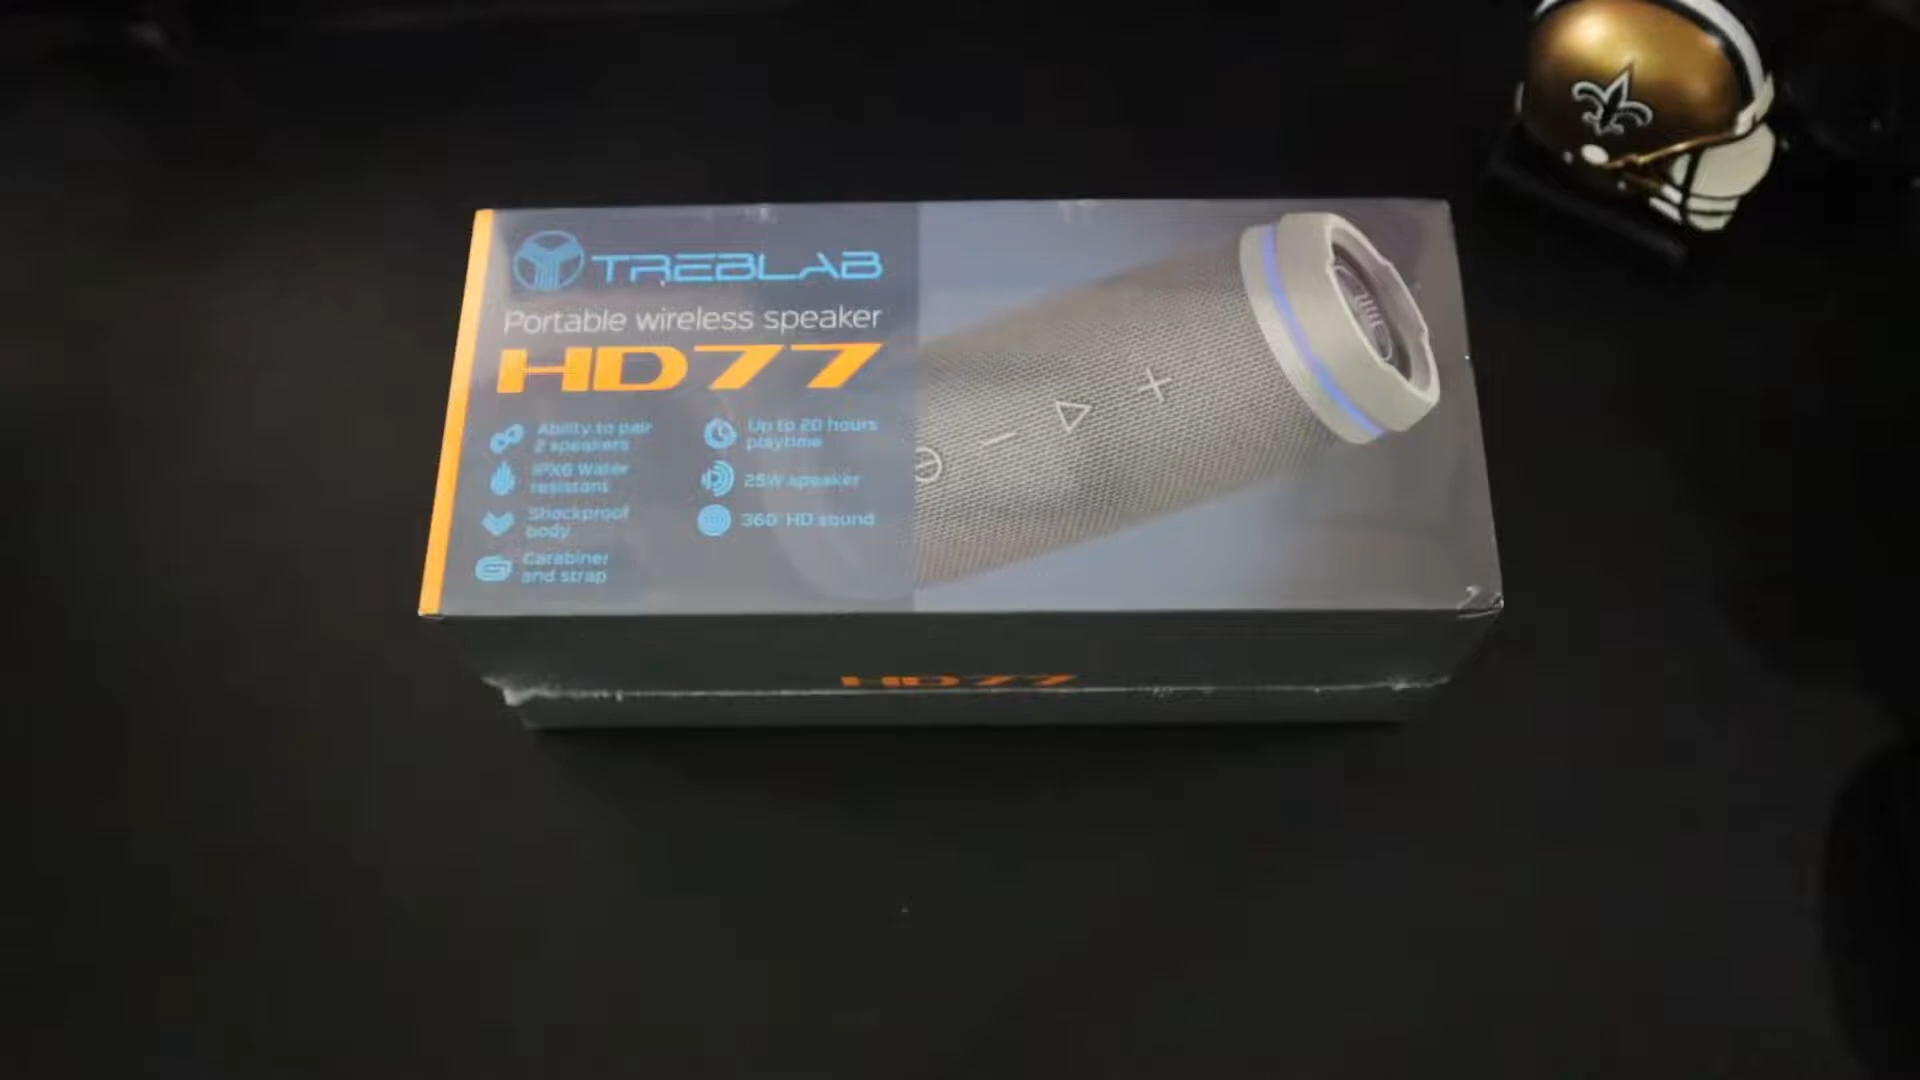 TREBLAB
Portable wireless speaker
HD77
Ability to pair
2 speakers
IPX6 Water
resistant
Shockproof
body
Carabiner
and strap
Up to 20 hours
playtime
25W speaker
360° HD sound
HD77